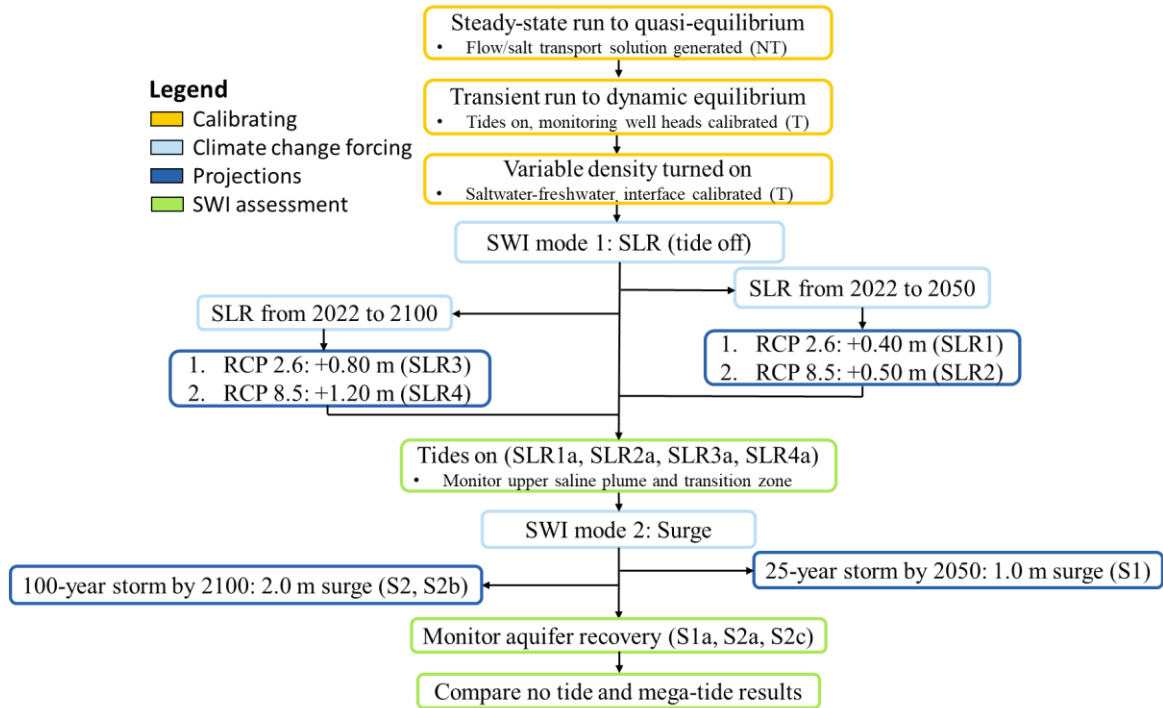 Steady-state run to quasi-equilibrium
• Flow/salt transport solution generated (NT)
Legend
Calibrating
Climate change forcing
Projections
SWI assessment
Transient run to dynamic equilibrium
• Tides on, monitoring well heads calibrated (T)
Variable density turned on
• Saltwater-freshwater interface calibrated (T)
SWI mode 1: SLR (tide off)
SLR from 2022 to 2100
SLR from 2022 to 2050
1. RCP 2.6: +0.80 m (SLR3)
2. RCP 8.5: +1.20 m (SLR4)
1. RCP 2.6: +0.40 m (SLR1)
2. RCP 8.5: +0.50 m (SLR2)
Tides on (SLR1a, SLR2a, SLR3a, SLR4a)
• Monitor upper saline plume and transition zone
SWI mode 2: Surge
100-year storm by 2100: 2.0 m surge (S2, S2b)
25-year storm by 2050: 1.0 m surge (S1)
Monitor aquifer recovery (S1a, S2a, S2c)
Compare no tide and mega-tide results